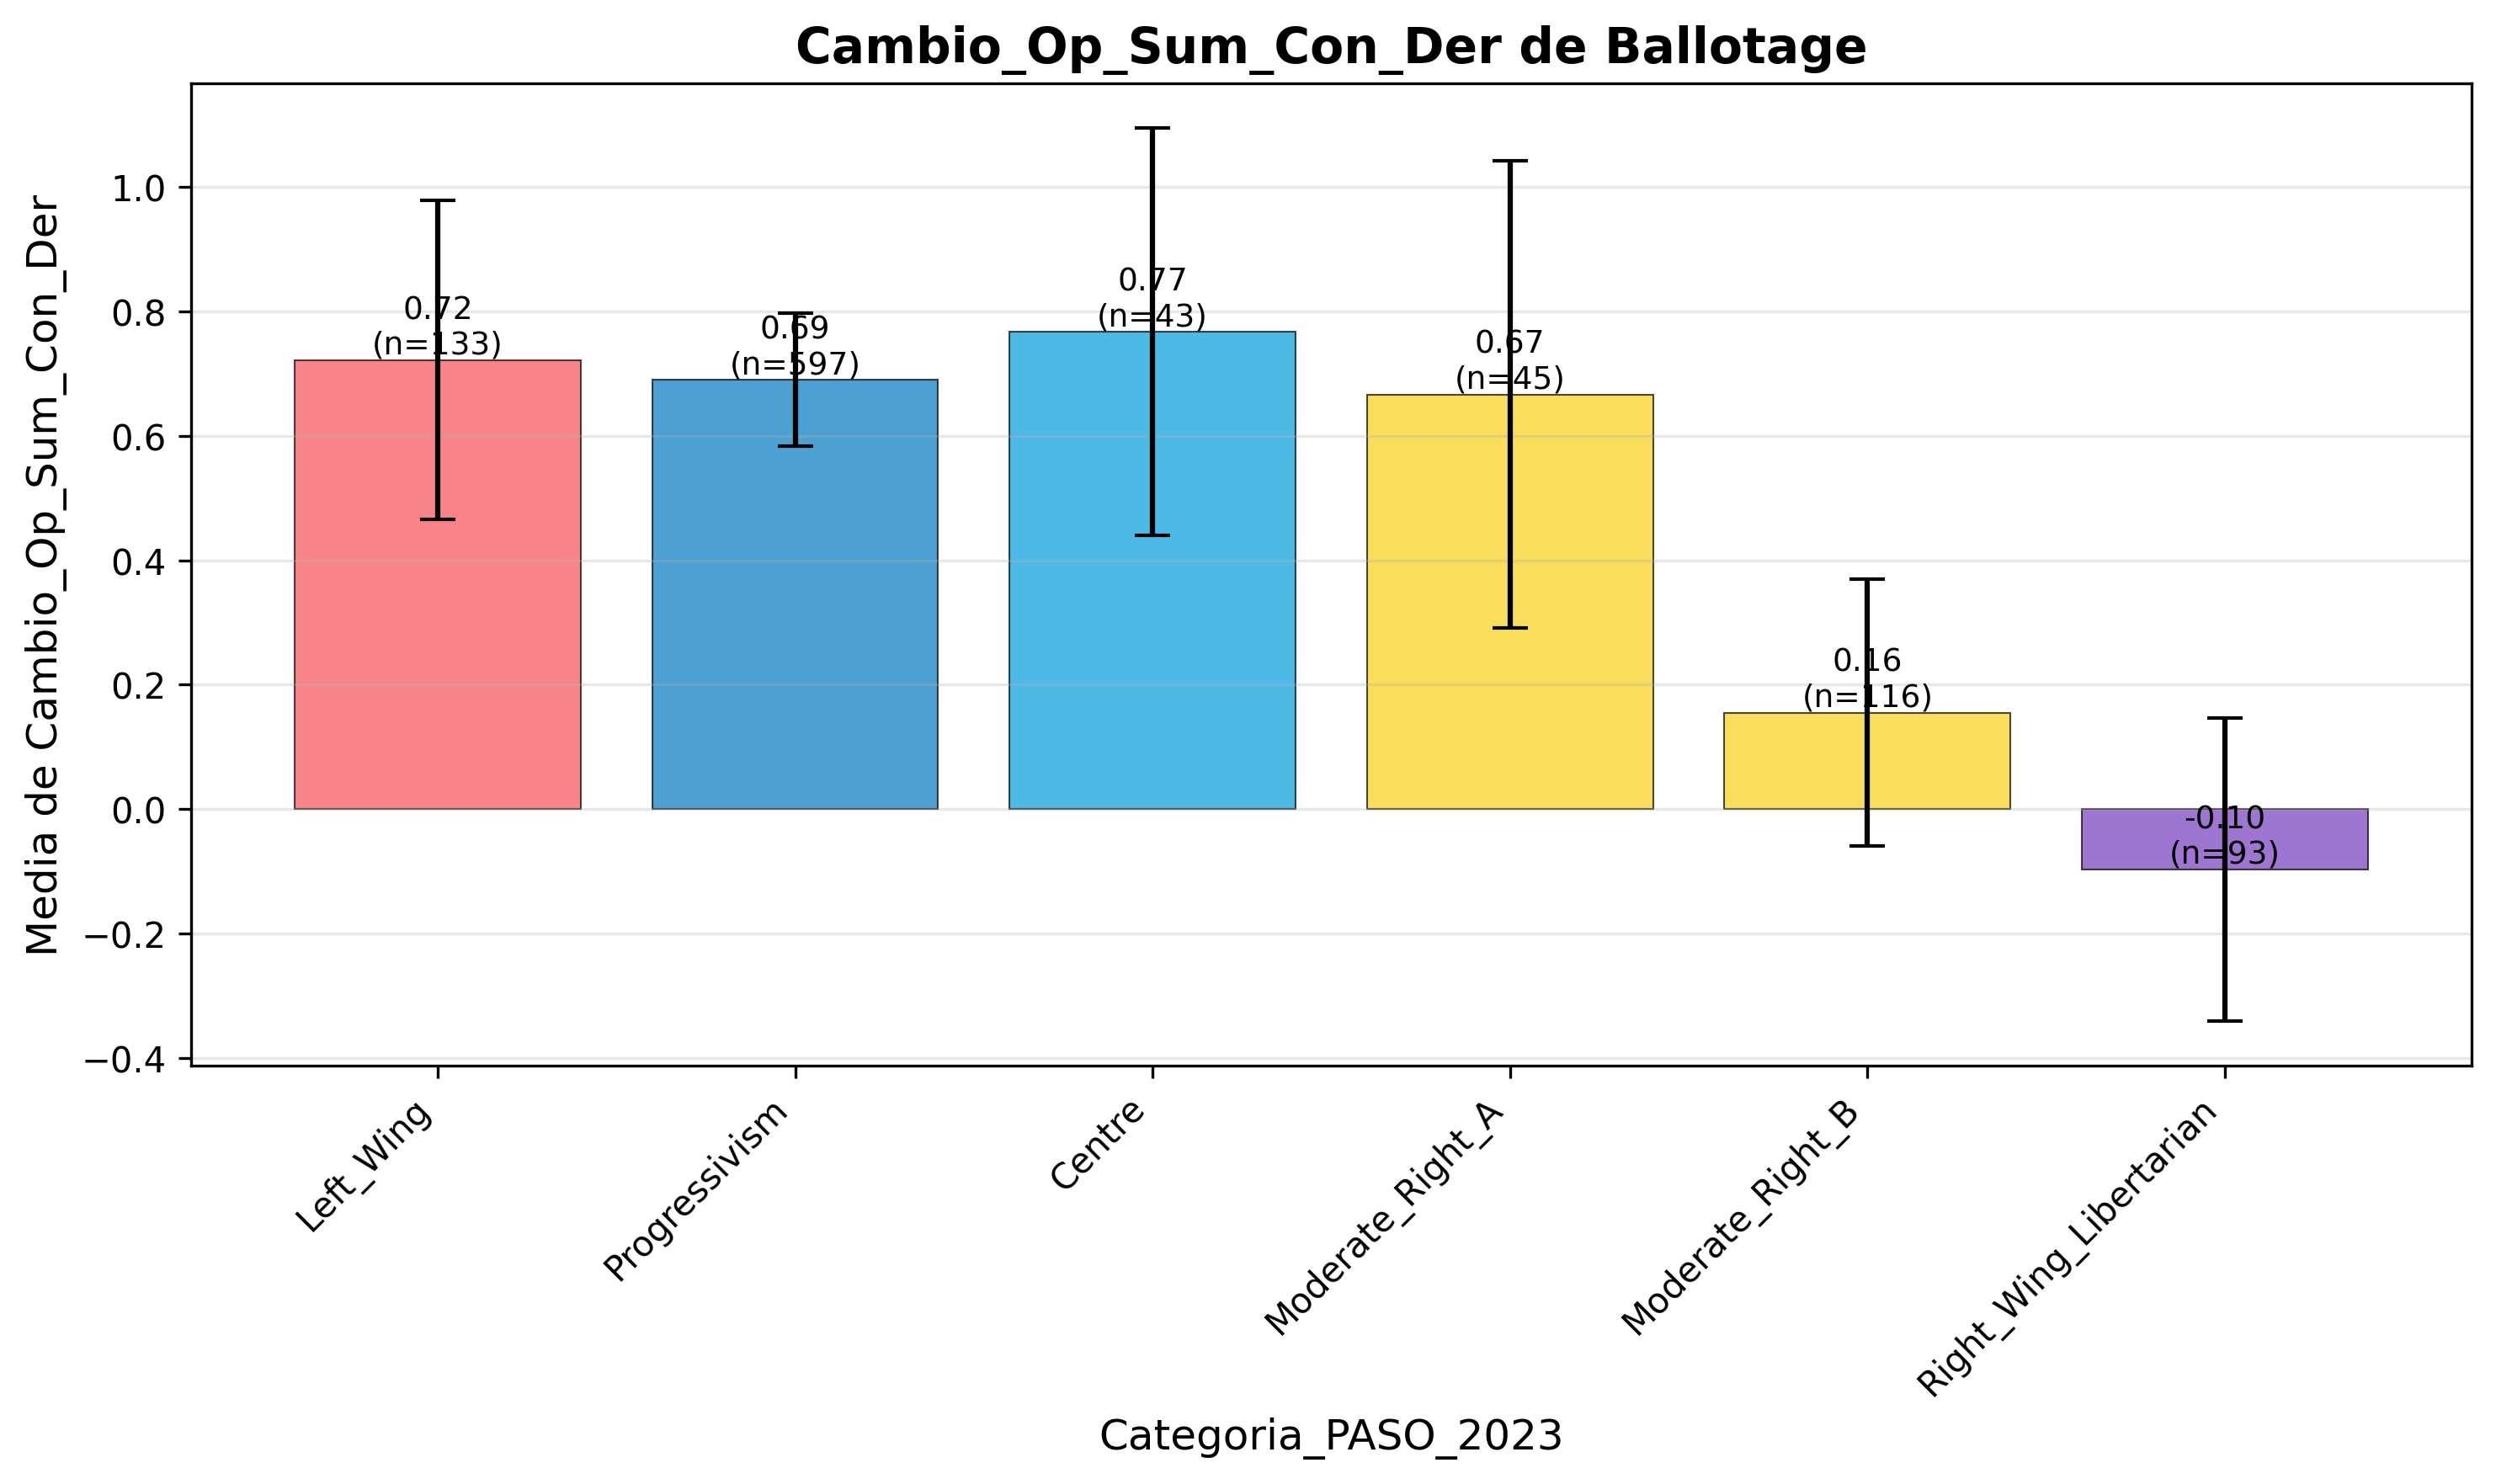 Cambio_Op_Sum_Con_Der de Ballotage
Media de Cambio_Op_Sum_Con_Der
1.0
0.8
0.6
0.4
0.2
0.0
−0.2
−0.4
0.72
(n=133)
0.69
(n=597)
0.77
(n=43)
0.67
(n=45)
0.16
(n=116)
-0.10
(n=93)
Left_Wing
Progressivism
Centre
Moderate_Right_A
Moderate_Right_B
Right_Wing_Libertarian
Categoria_PASO_2023